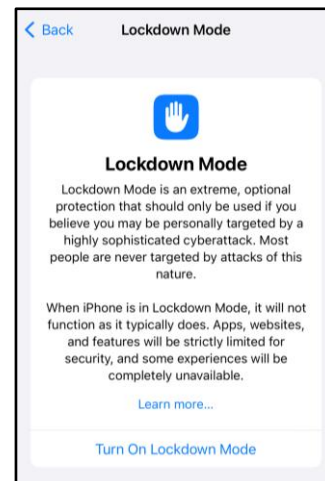 Back
Lockdown Mode
Lockdown Mode
Lockdown Mode is an extreme, optional
protection that should only be used if you
believe you may be personally targeted by a
highly sophisticated cyberattack. Most
people are never targeted by attacks of this
nature.
When iPhone is in Lockdown Mode, it will not
function as it typically does. Apps, websites,
and features will be strictly limited for
security, and some experiences will be
completely unavailable.
Learn more...
Turn On Lockdown Mode